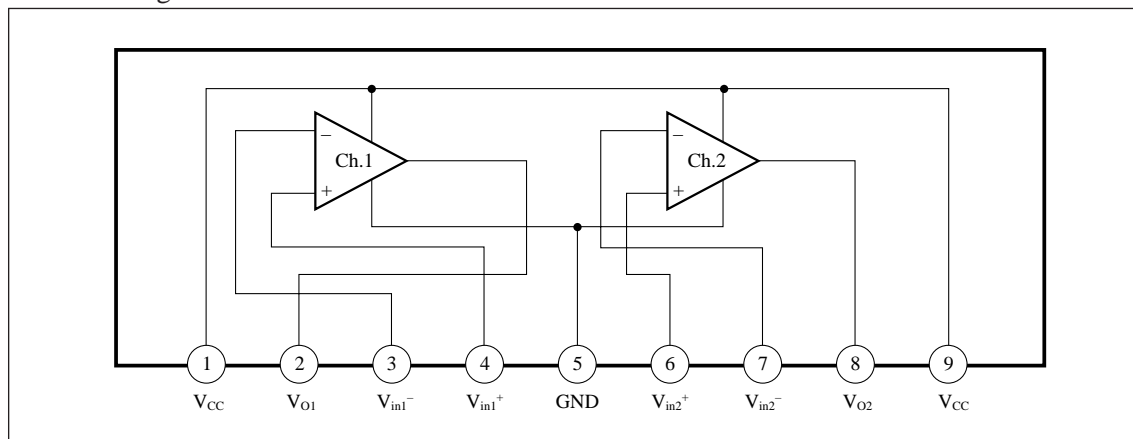 − Ch.1 +
− Ch.2 +
1 2 3 4 5 6 7 8 9
VCC VO1 Vin1− Vin1+ GND Vin2+ Vin2− VO2 VCC